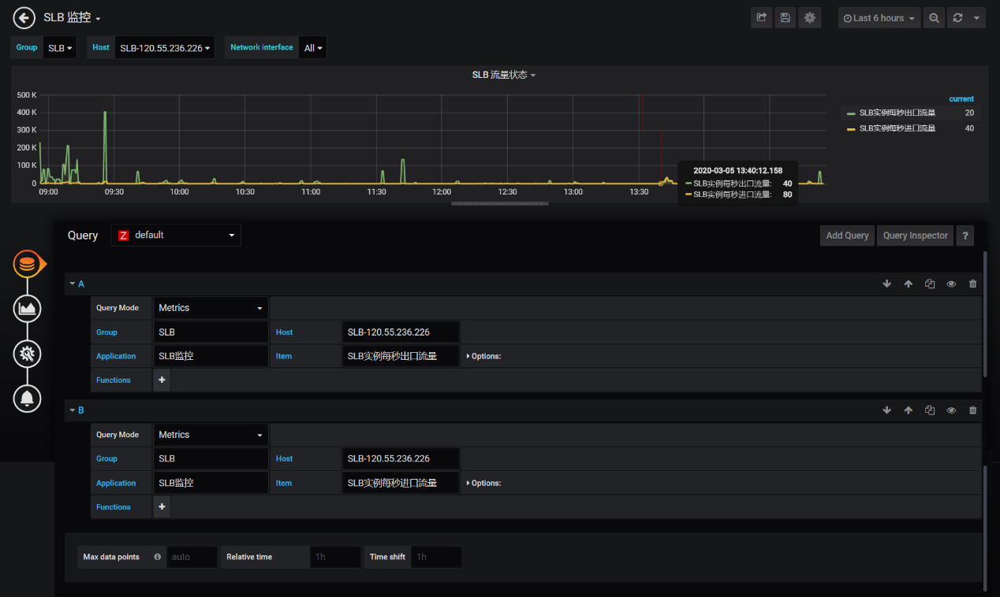 SLB 监控
Last 6 hours
Group SLB Host SLB-120.55.236.226 Network interface All
SLB 流量状态
500 K
400 K
300 K
200 K
100 K
0
09:00 09:30 10:00 10:30 11:00 11:30 12:00 12:30 13:00 13:30
current
SLB实例每秒出口流量 20
SLB实例每秒进口流量 40
2020-03-05 13:40:12.158
SLB实例每秒出口流量: 40
SLB实例每秒进口流量: 80
Query Z default Add Query Query Inspector ?
A
Query Mode Metrics
Group SLB Host SLB-120.55.236.226
Application SLB监控 Item SLB实例每秒出口流量 Options:
Functions +
B
Query Mode Metrics
Group SLB Host SLB-120.55.236.226
Application SLB监控 Item SLB实例每秒进口流量 Options:
Functions +
Max data points auto Relative time 1h Time shift 1h